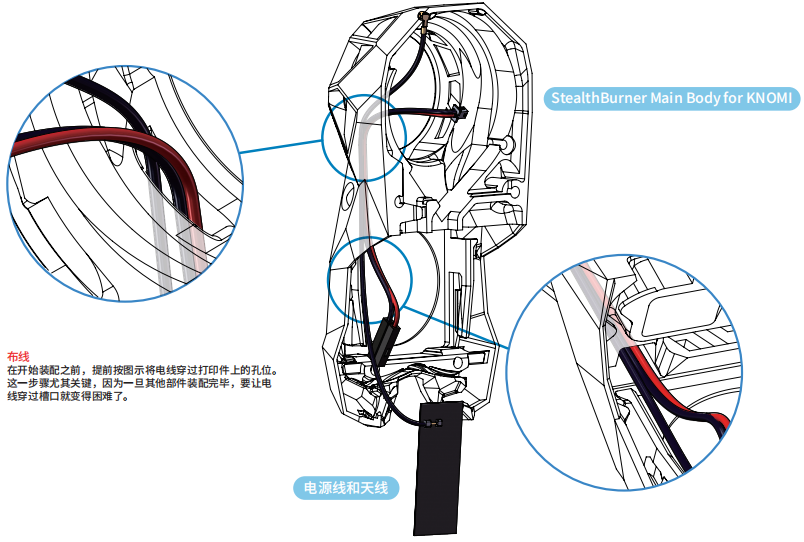 StealthBurner Main Body for KNOMI
布线
在开始装配之前，提前按图示将电线穿过打印件上的孔位。
这一步骤尤其关键，因为一旦其他部件装配完毕，要让电
线穿过槽口就变得困难了。
电源线和天线